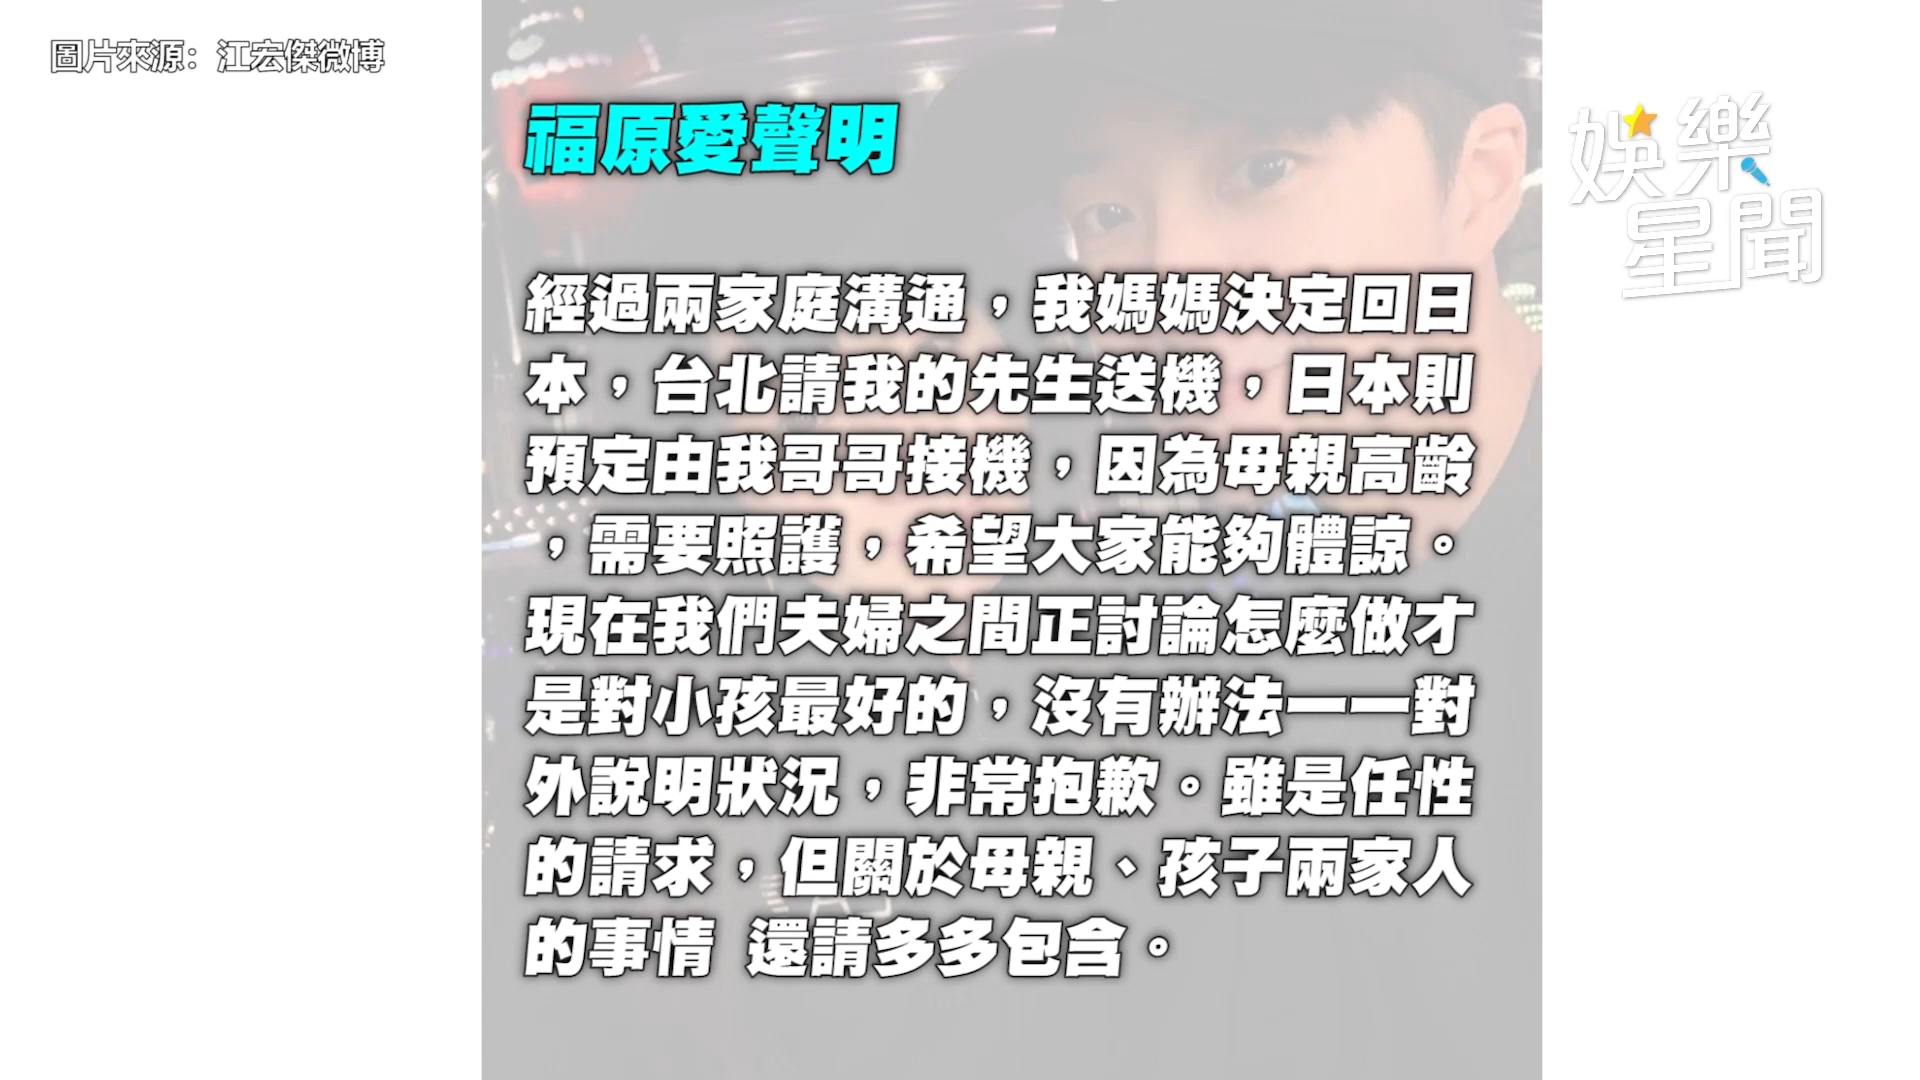 圖片來源：江宏傑微博
福原愛聲明
娛樂
星聞
經過兩家庭溝通，我媽媽決定回日
本，台北請我的先生送機，日本則
預定由我哥哥接機，因為母親高齡
，需要照護，希望大家能夠體諒。
現在我們夫婦之間正討論怎麼做才
是對小孩最好的，沒有辦法一一對
外說明狀況，非常抱歉。雖是任性
的請求，但關於母親、孩子兩家人
的事情 還請多多包含。